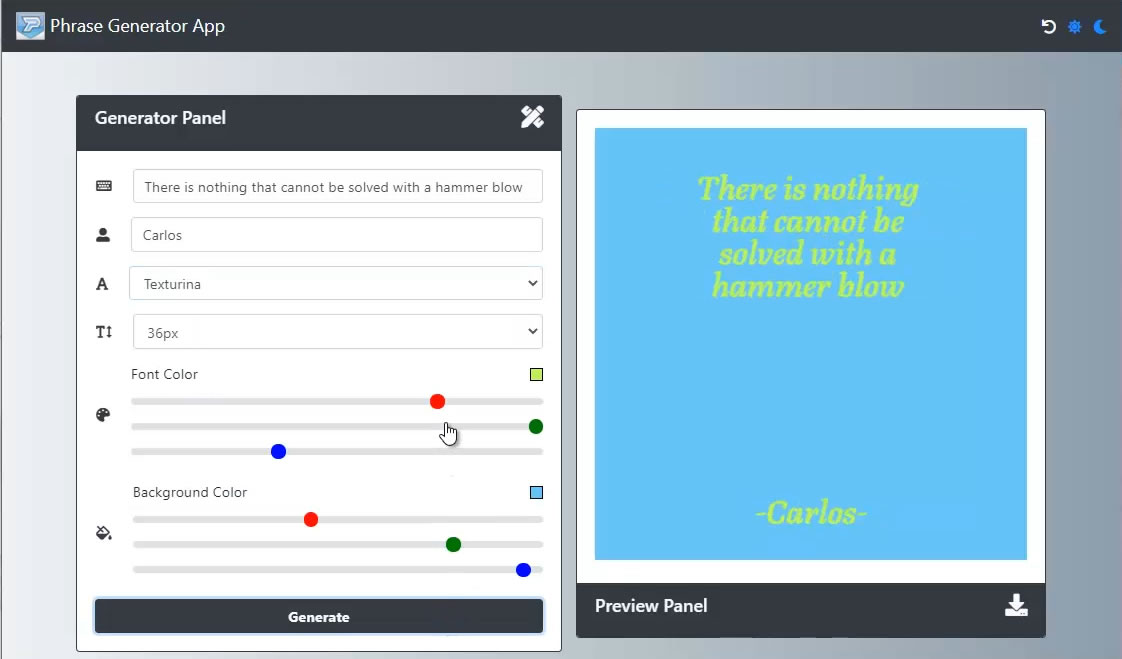 Phrase Generator App
Generator Panel
There is nothing that cannot be solved with a hammer blow
Carlos
Texturina
36px
Font Color
Background Color
Generate
There is nothing
that cannot be
solved with a
hammer blow
-Carlos-
Preview Panel